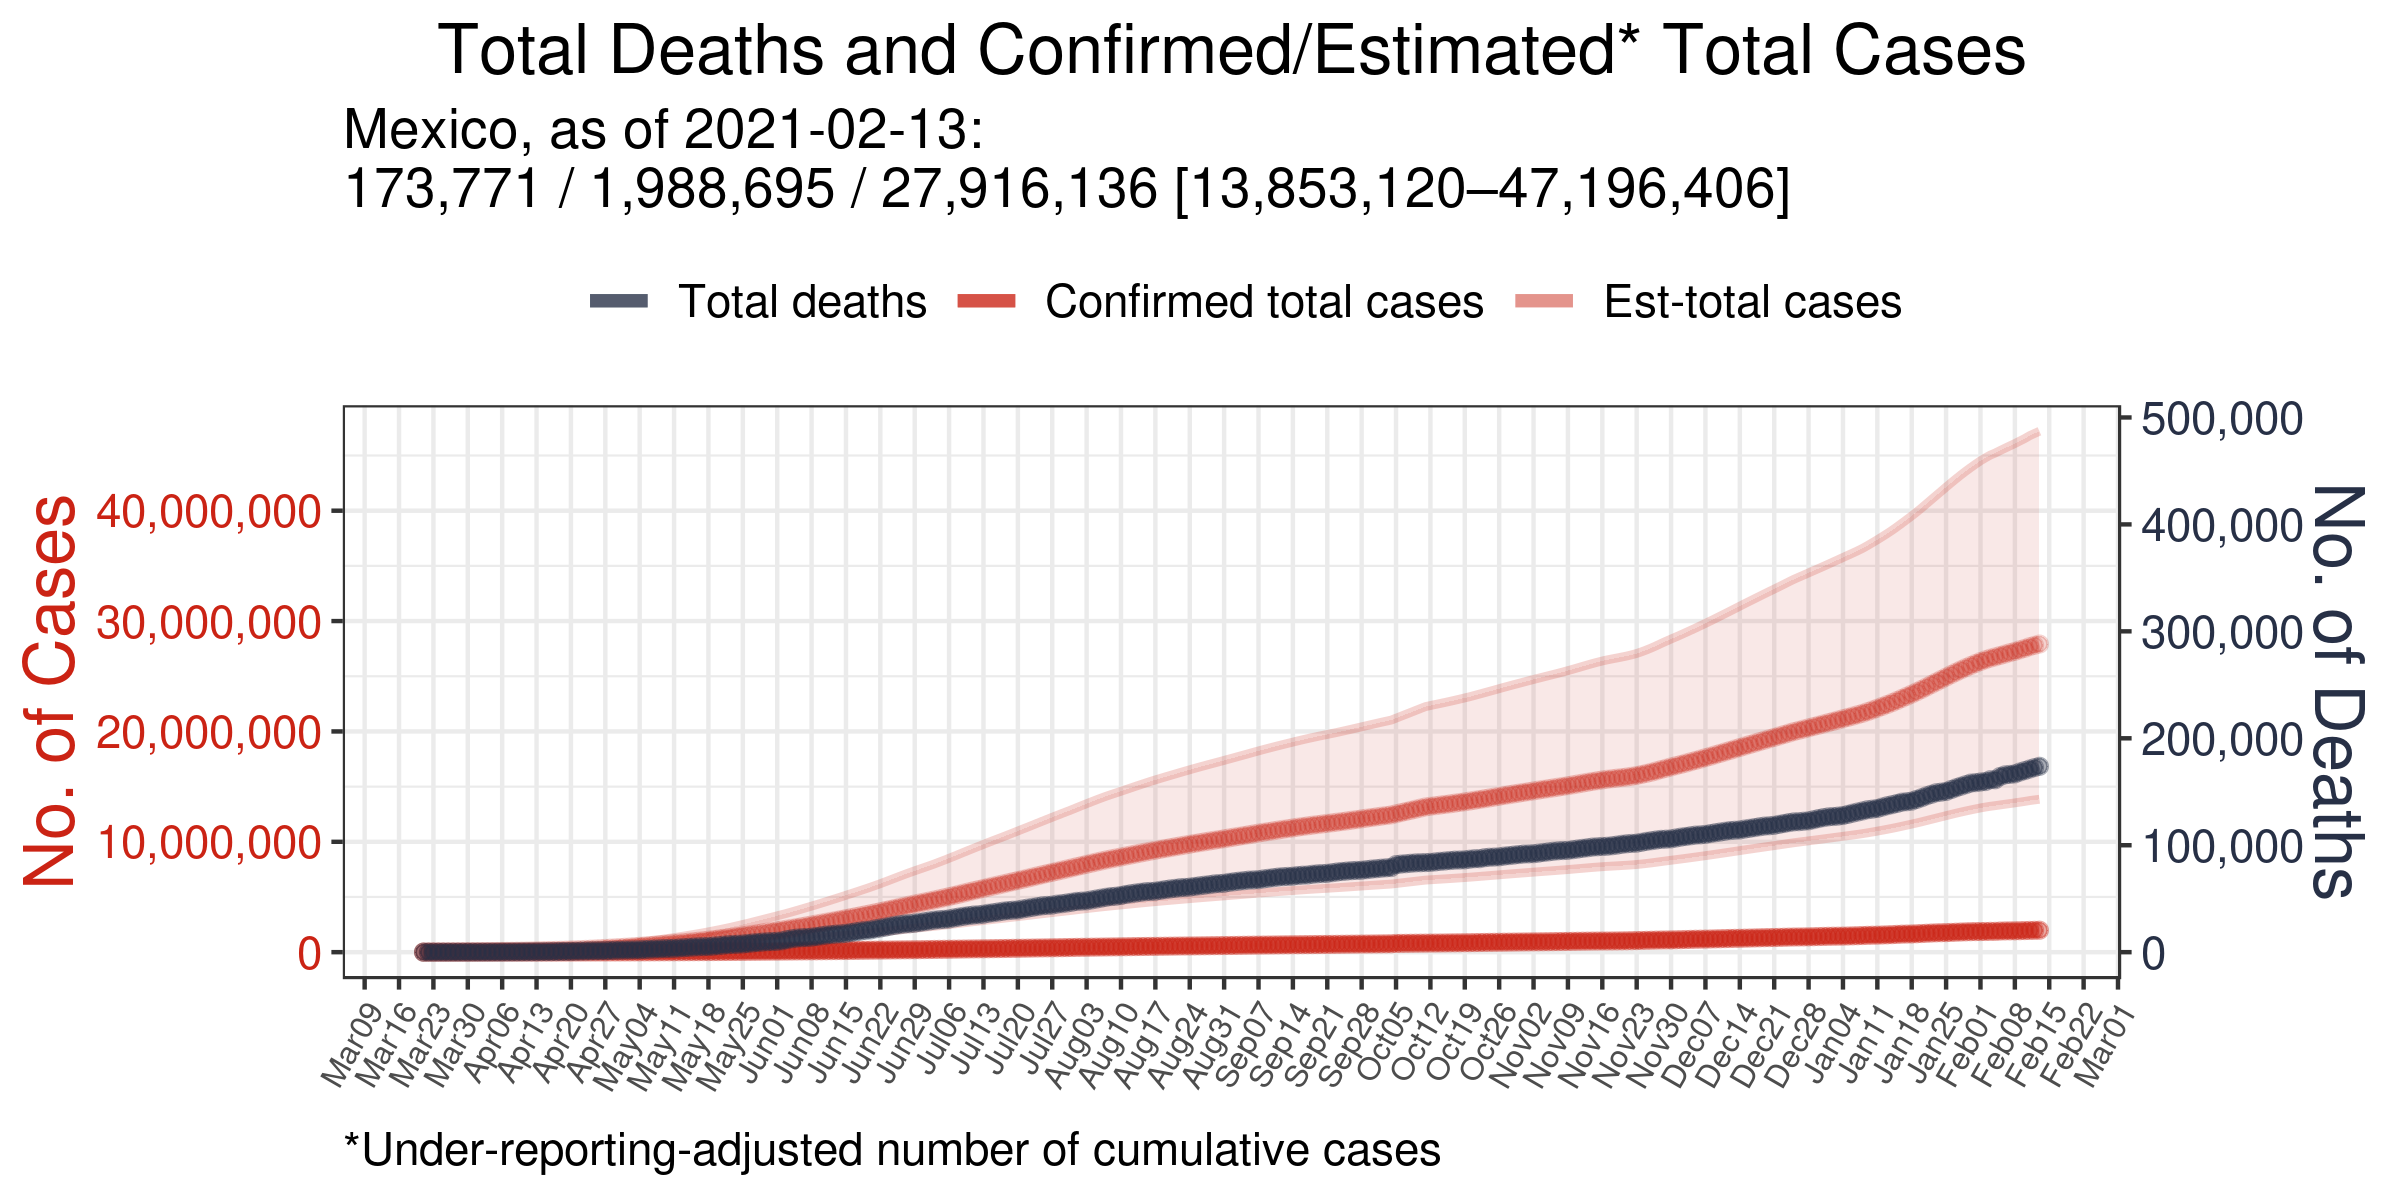 Total Deaths and Confirmed/Estimated* Total Cases
Mexico, as of 2021-02-13:
173,771 / 1,988,695 / 27,916,136 [13,853,120–47,196,406]
Total deaths
Confirmed total cases
Est-total cases
No. of Cases
40,000,000
30,000,000
20,000,000
10,000,000
0
500,000
400,000
300,000
200,000
100,000
0
No. of Deaths
Mar09
Mar16
Mar23
Mar30
Apr06
Apr13
Apr20
Apr27
May04
May11
May18
May25
Jun01
Jun08
Jun15
Jun22
Jun29
Jul06
Jul13
Jul20
Jul27
Aug03
Aug10
Aug17
Aug24
Aug31
Sep07
Sep14
Sep21
Sep28
Oct05
Oct12
Oct19
Oct26
Nov02
Nov09
Nov16
Nov23
Nov30
Dec07
Dec14
Dec21
Dec28
Jan04
Jan11
Jan18
Jan25
Feb01
Feb08
Feb15
Feb22
Mar01
*Under-reporting-adjusted number of cumulative cases